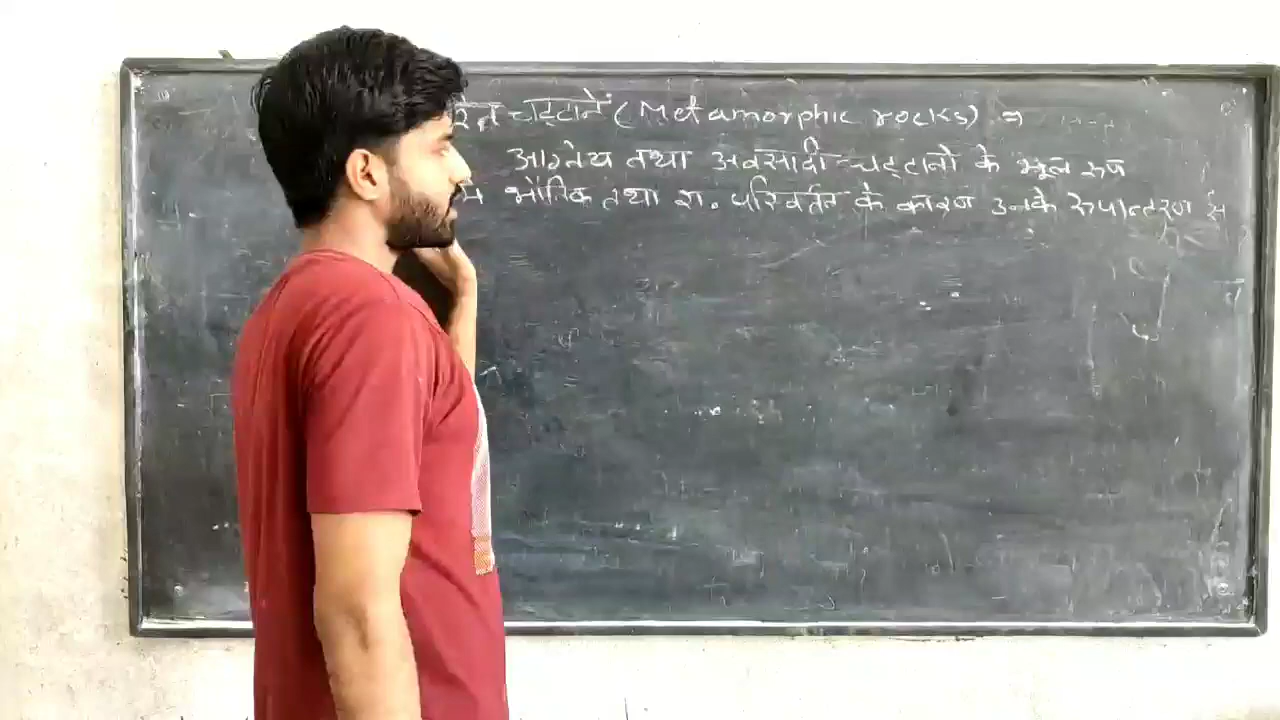 चट्टानें (Metamorphic rocks) ⇒
आग्नेय तथा अवसादी चट्टानों के मूल रूप
में भौतिक तथा रा. परिवर्तन के कारण उनके रुपान्तरण से